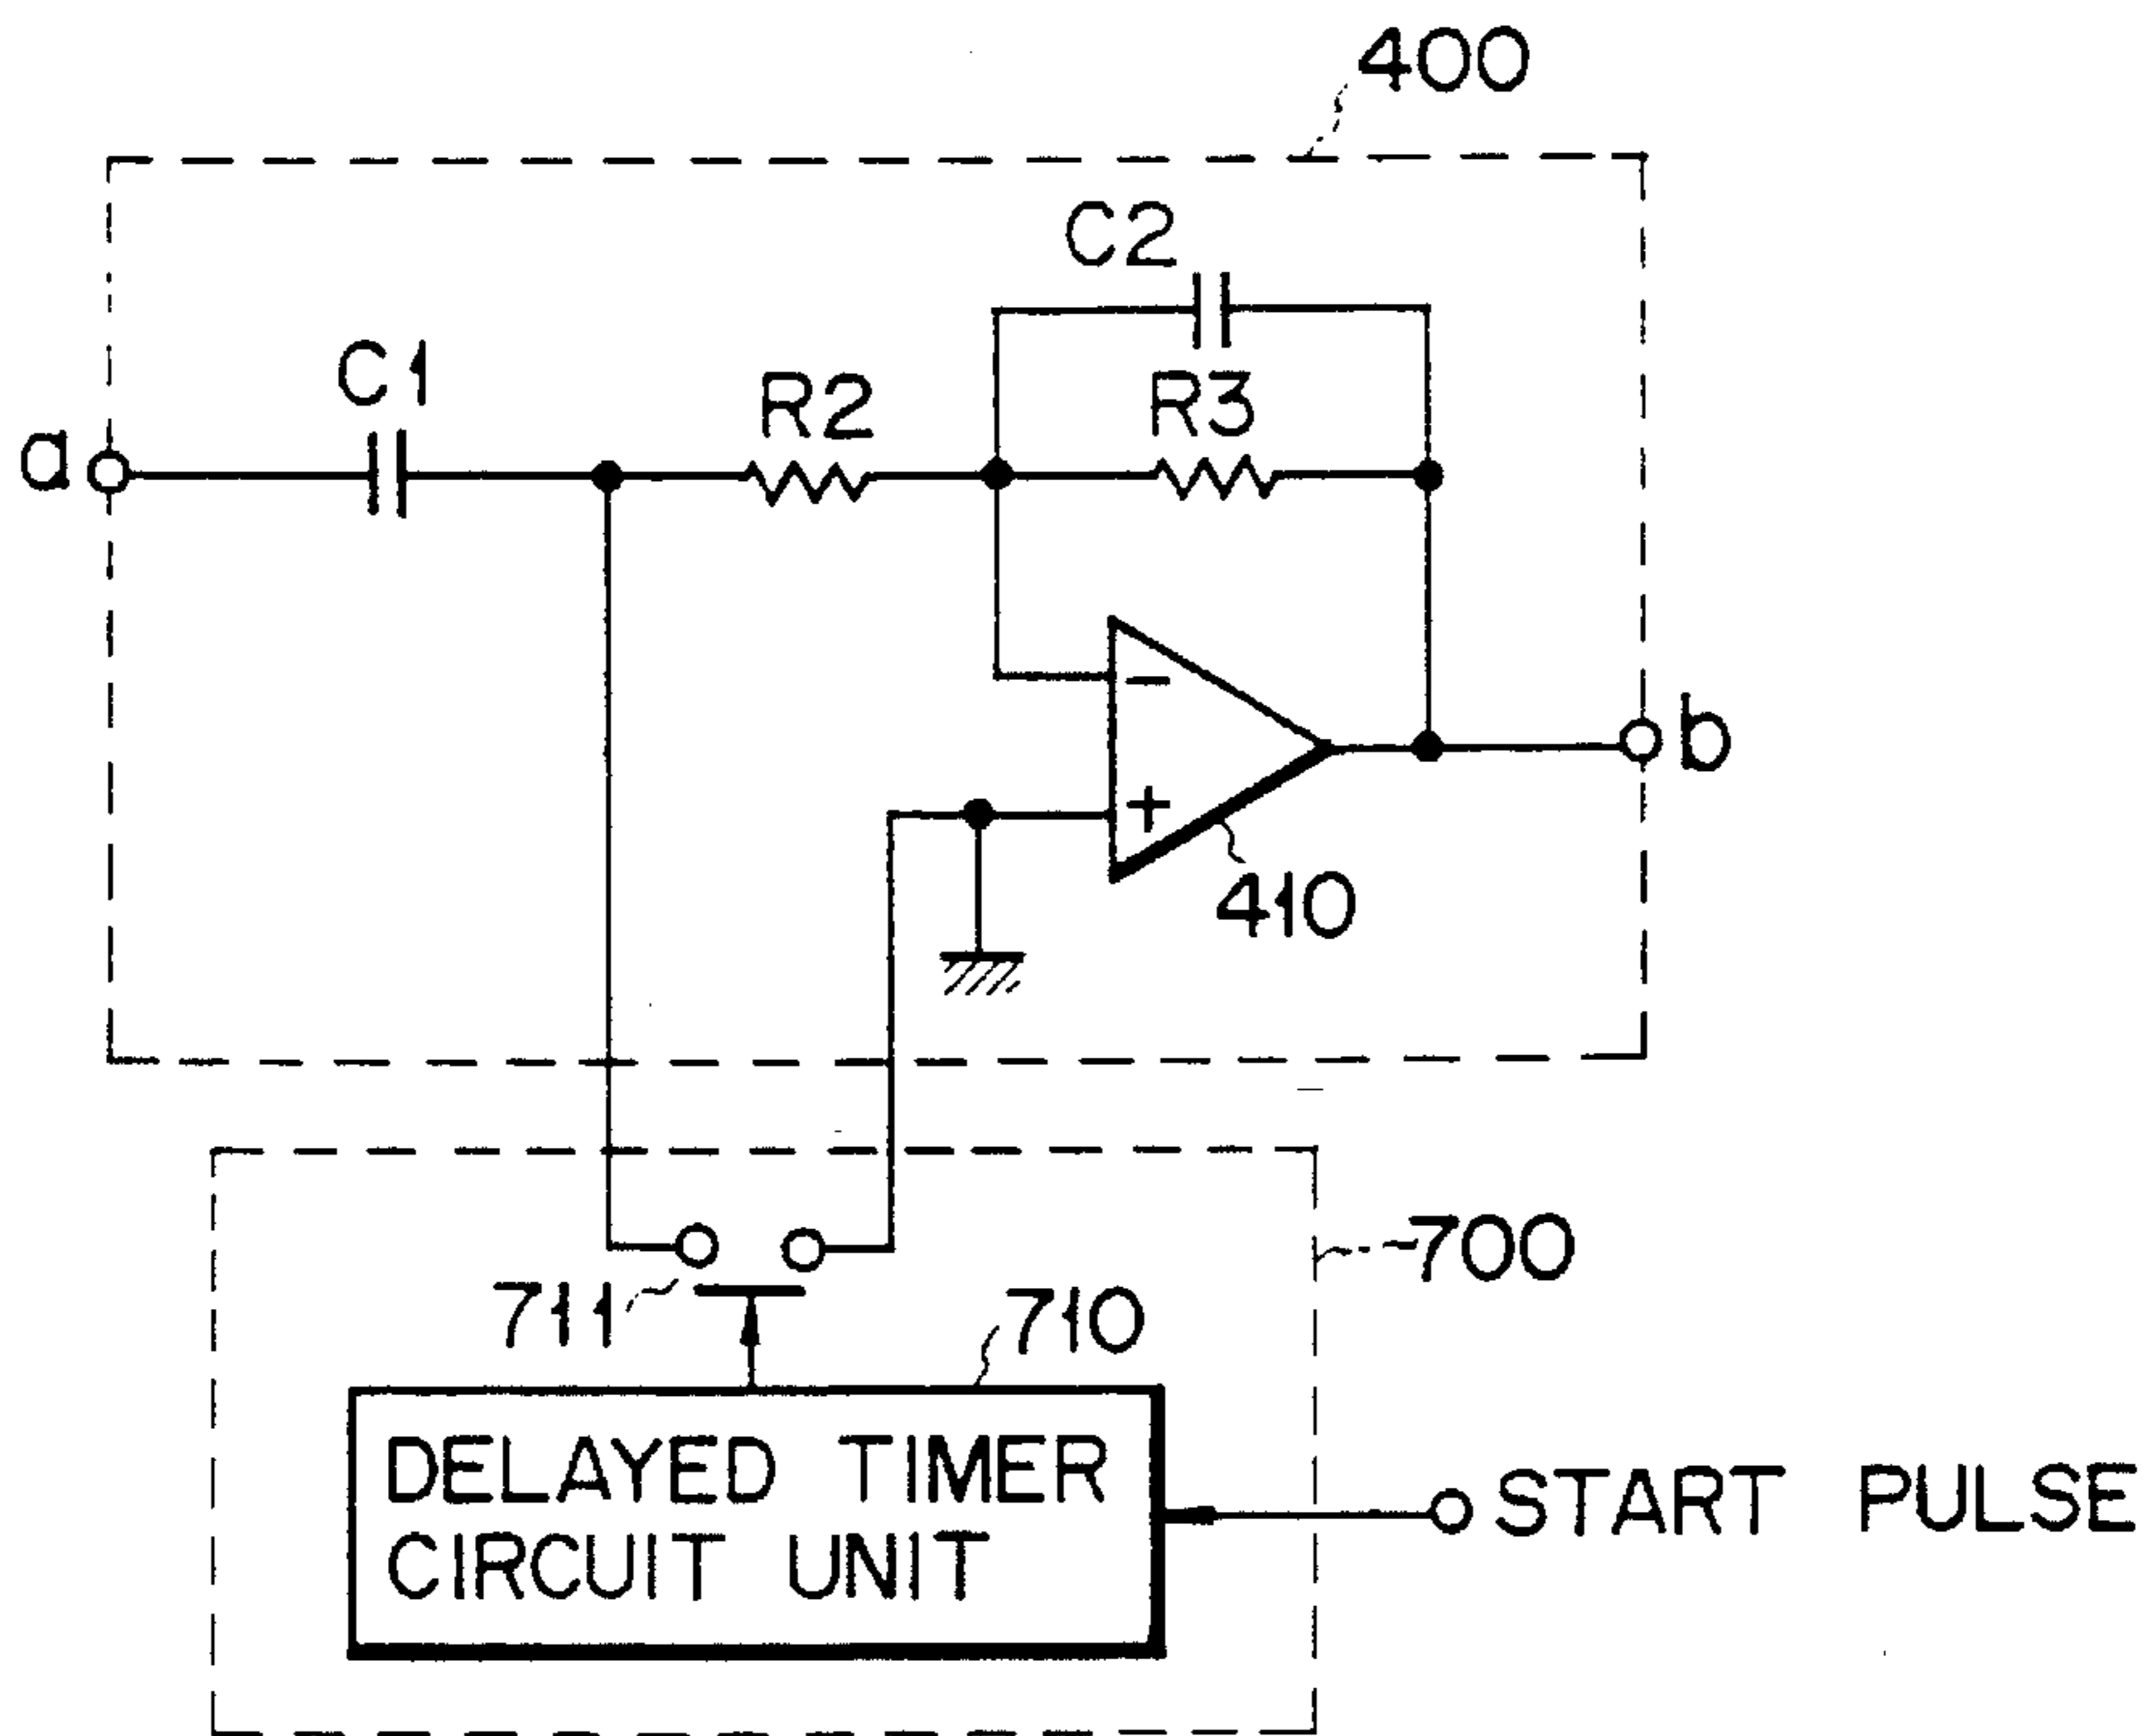 400
C2
C1
R2
R3
a
-
+
b
410
711
710
700
DELAYED TIMER
CIRCUIT UNIT
START PULSE